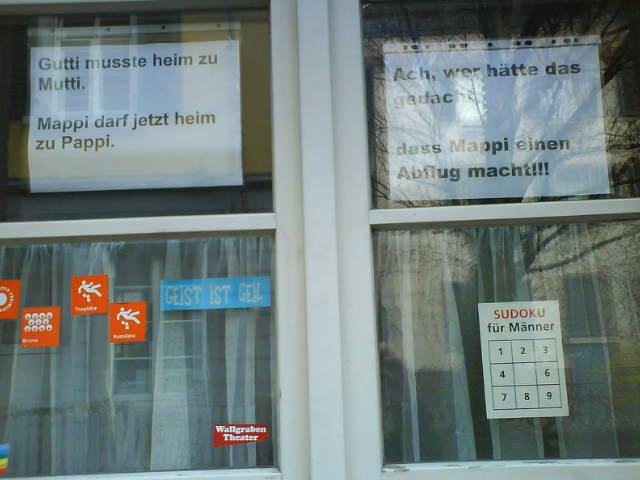 Gutti musste heim zu
Mutti.
Mappi darf jetzt heim
zu Pappi.
Ach, wer hätte das
gedacht,
dass Mappi einen
Abflug macht!!!
Tragödie
Drama
Komödie
GEIST IST GEIL
Wallgraben
Theater
SUDOKU
für Männer
1 2 3
4 6
7 8 9